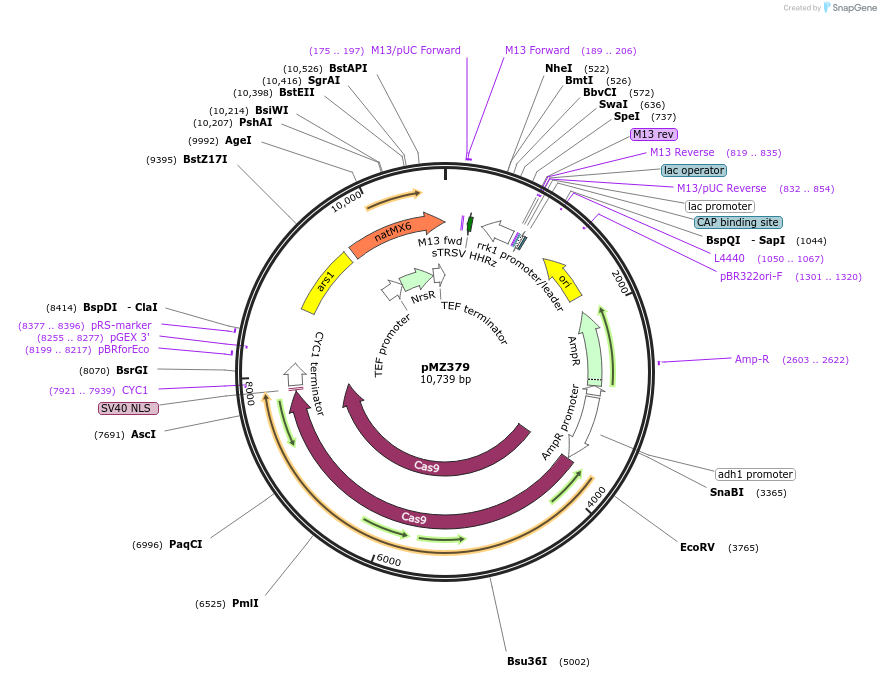 Created by SnapGene
(175 .. 197) M13/pUC Forward
M13 Forward (189 .. 206)
(10,526) BstAPI
(10,416) SgrAI
(10,398) BstEII
(10,214) BsiWI
(10,207) PshAI
(9992) AgeI
(9395) BstZ17I
NheI (522)
BmtI (526)
BbvCI (572)
SwaI (636)
SpeI (737)
M13 rev
M13 Reverse (819 .. 835)
lac operator
M13/pUC Reverse (832 .. 854)
lac promoter
CAP binding site
BspQI - SapI (1044)
L4440 (1050 .. 1067)
pBR322ori-F (1301 .. 1320)
10,000
natMX6
M13 fwd
sTRSV HHRz
rrk1 promoter/leader
ori
2000
ars1
NrsR
TEF terminator
TEF promoter
(8414) BspDI - ClaI
(8377 .. 8396) pRS-marker
(8255 .. 8277) pGEX 3'
(8199 .. 8217) pBRforEco
(8070) BsrGI
(7921 .. 7939) CYC1
SV40 NLS
(7691) AscI
8000
CYC1 terminator
pMZ379
10,739 bp
AmpR
Amp-R (2603 .. 2622)
AmpR promoter
adh1 promoter
SnaBI (3365)
4000
EcoRV (3765)
Cas9
Cas9
(6996) PaqCI
6000
(6525) PmlI
Bsu36I (5002)